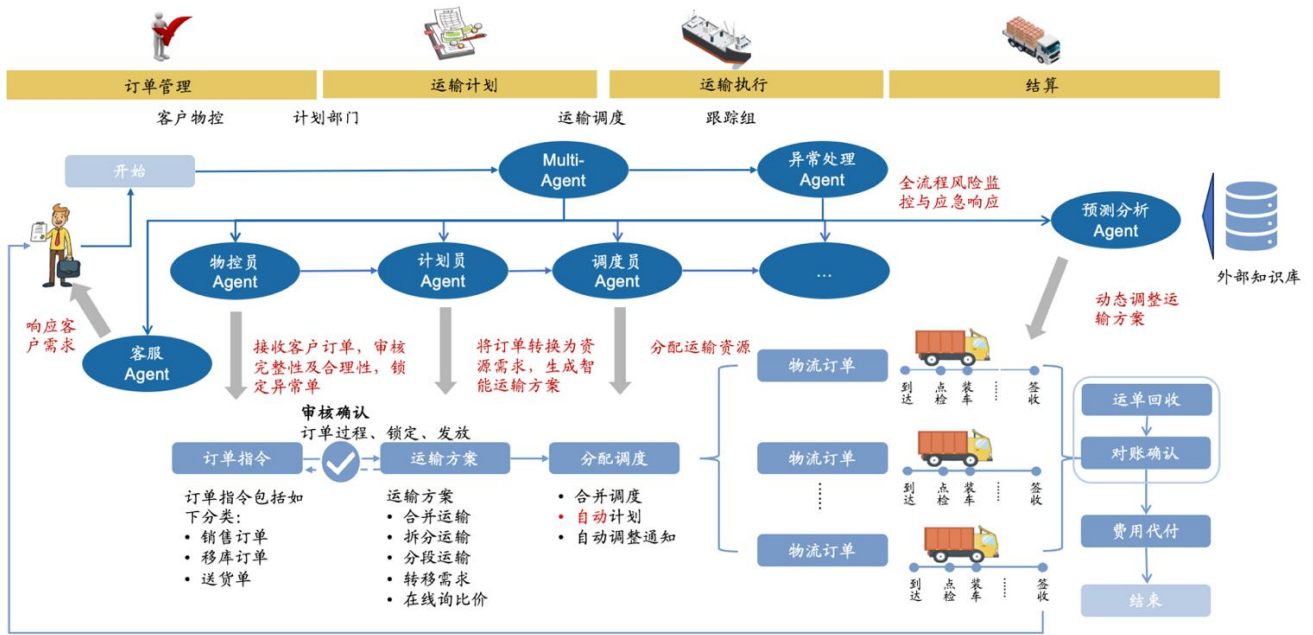 订单管理
运输计划
运输执行
结算
客户物控
计划部门
运输调度
跟踪组
开始
Multi-
Agent
异常处理
Agent
全流程风险监
控与应急响应
预测分析
Agent
外部知识库
物控员
Agent
计划员
Agent
调度员
Agent
...
响应客
户需求
客服
Agent
接收客户订单，审核
完整性及合理性，锁
定异常单
将订单转换为资
源需求，生成智
能运输方案
分配运输资源
动态调整运
输方案
审核确认
订单过程、锁定、发放
订单指令
运输方案
分配调度
订单指令包括如
下分类：
• 销售订单
• 移库订单
• 送货单
运输方案
• 合并运输
• 拆分运输
• 分段运输
• 转移需求
• 在线询比价
• 合并调度
• 自动计划
• 自动调整通知
物流订单
到达
点检
装车
……
签收
物流订单
到达
点检
装车
……
签收
……
物流订单
到达
点检
装车
……
签收
运单回收
对账确认
费用代付
结束